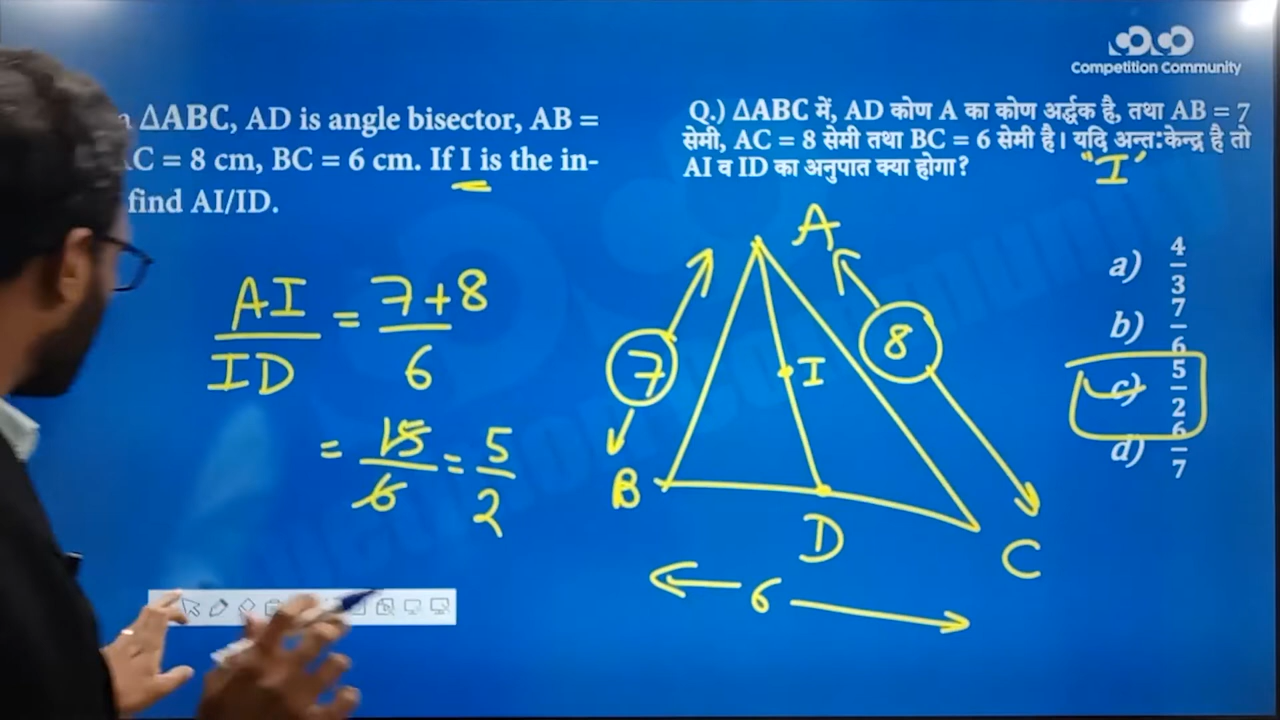 Competition Community
ΔABC, AD is angle bisector, AB =
C = 8 cm, BC = 6 cm. If I is the in-
find AI/ID.
Q.) ΔABC में, AD कोण A का कोण अर्द्धक है, तथा AB = 7
सेमी, AC = 8 सेमी तथा BC = 6 सेमी है। यदि अन्त:केन्द्र है तो
AI व ID का अनुपात क्या होगा?
"I"
a) 4/3
b) 7/6
c) 5/2
d) 6/7
AI/ID = 7+8/6
= 15/6 = 5/2
A
7
8
I
B
D
C
6